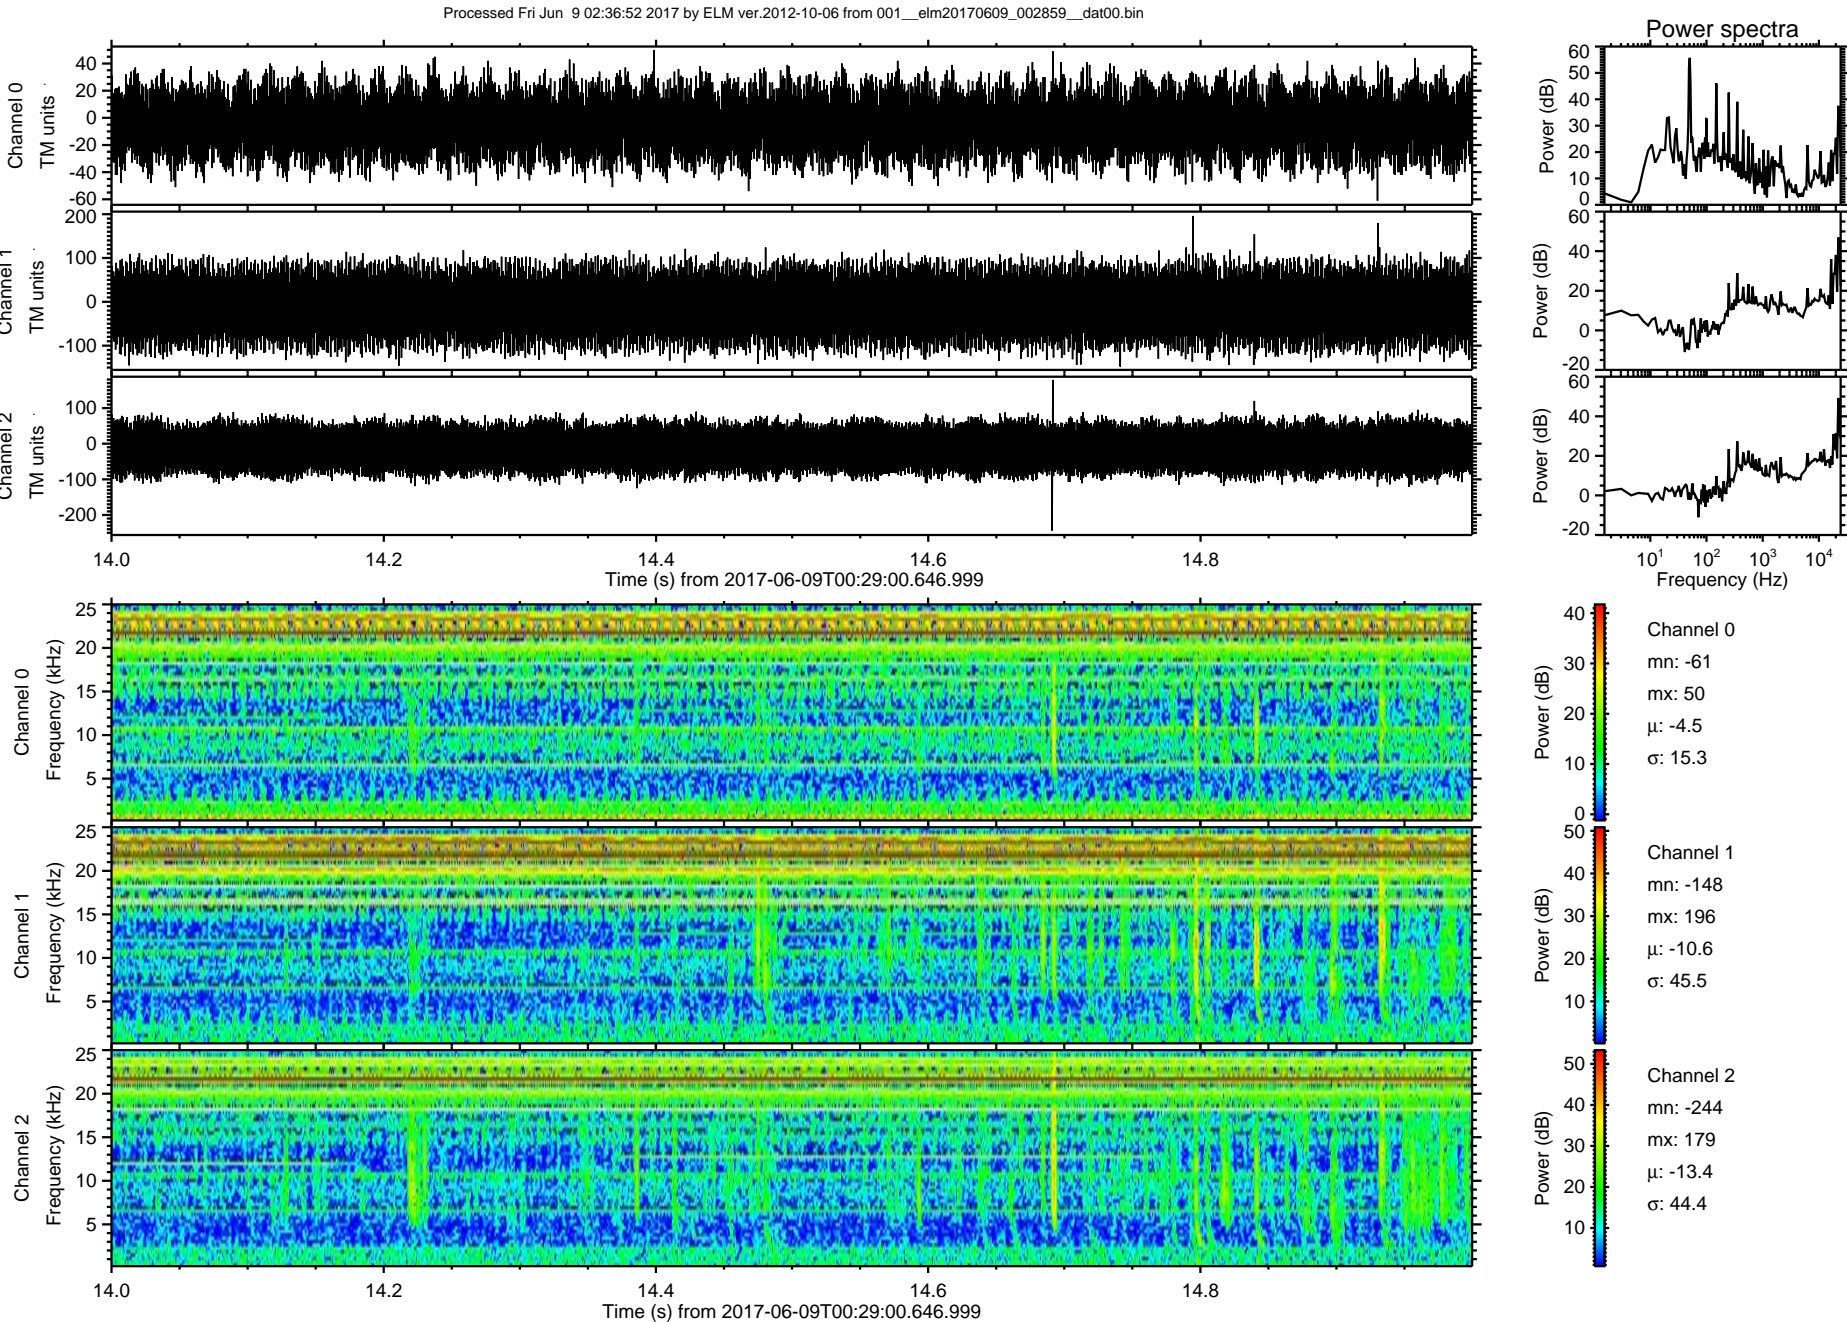 Processed Fri Jun  9 02:36:52 2017 by ELM ver.2012-10-06 from 001__elm20170609_002859__dat00.bin
Power spectra
Channel 0
TM units
40
20
0
-20
-40
-60
Power (dB)
60
50
40
30
20
10
0
Channel 1
TM units
200
100
0
-100
Power (dB)
60
40
20
0
-20
Channel 2
TM units
100
0
-100
-200
Power (dB)
60
40
20
0
-20
14.0 14.2 14.4 14.6 14.8
Time (s) from 2017-06-09T00:29:00.646.999
10^1 10^2 10^3 10^4
Frequency (Hz)
Channel 0
Frequency (kHz)
25
20
15
10
5
Power (dB)
40
30
20
10
0
Channel 0
mn: -61
mx: 50
μ: -4.5
σ: 15.3
Channel 1
Frequency (kHz)
25
20
15
10
5
Power (dB)
50
40
30
20
10
Channel 1
mn: -148
mx: 196
μ: -10.6
σ: 45.5
Channel 2
Frequency (kHz)
25
20
15
10
5
Power (dB)
50
40
30
20
10
Channel 2
mn: -244
mx: 179
μ: -13.4
σ: 44.4
14.0 14.2 14.4 14.6 14.8
Time (s) from 2017-06-09T00:29:00.646.999